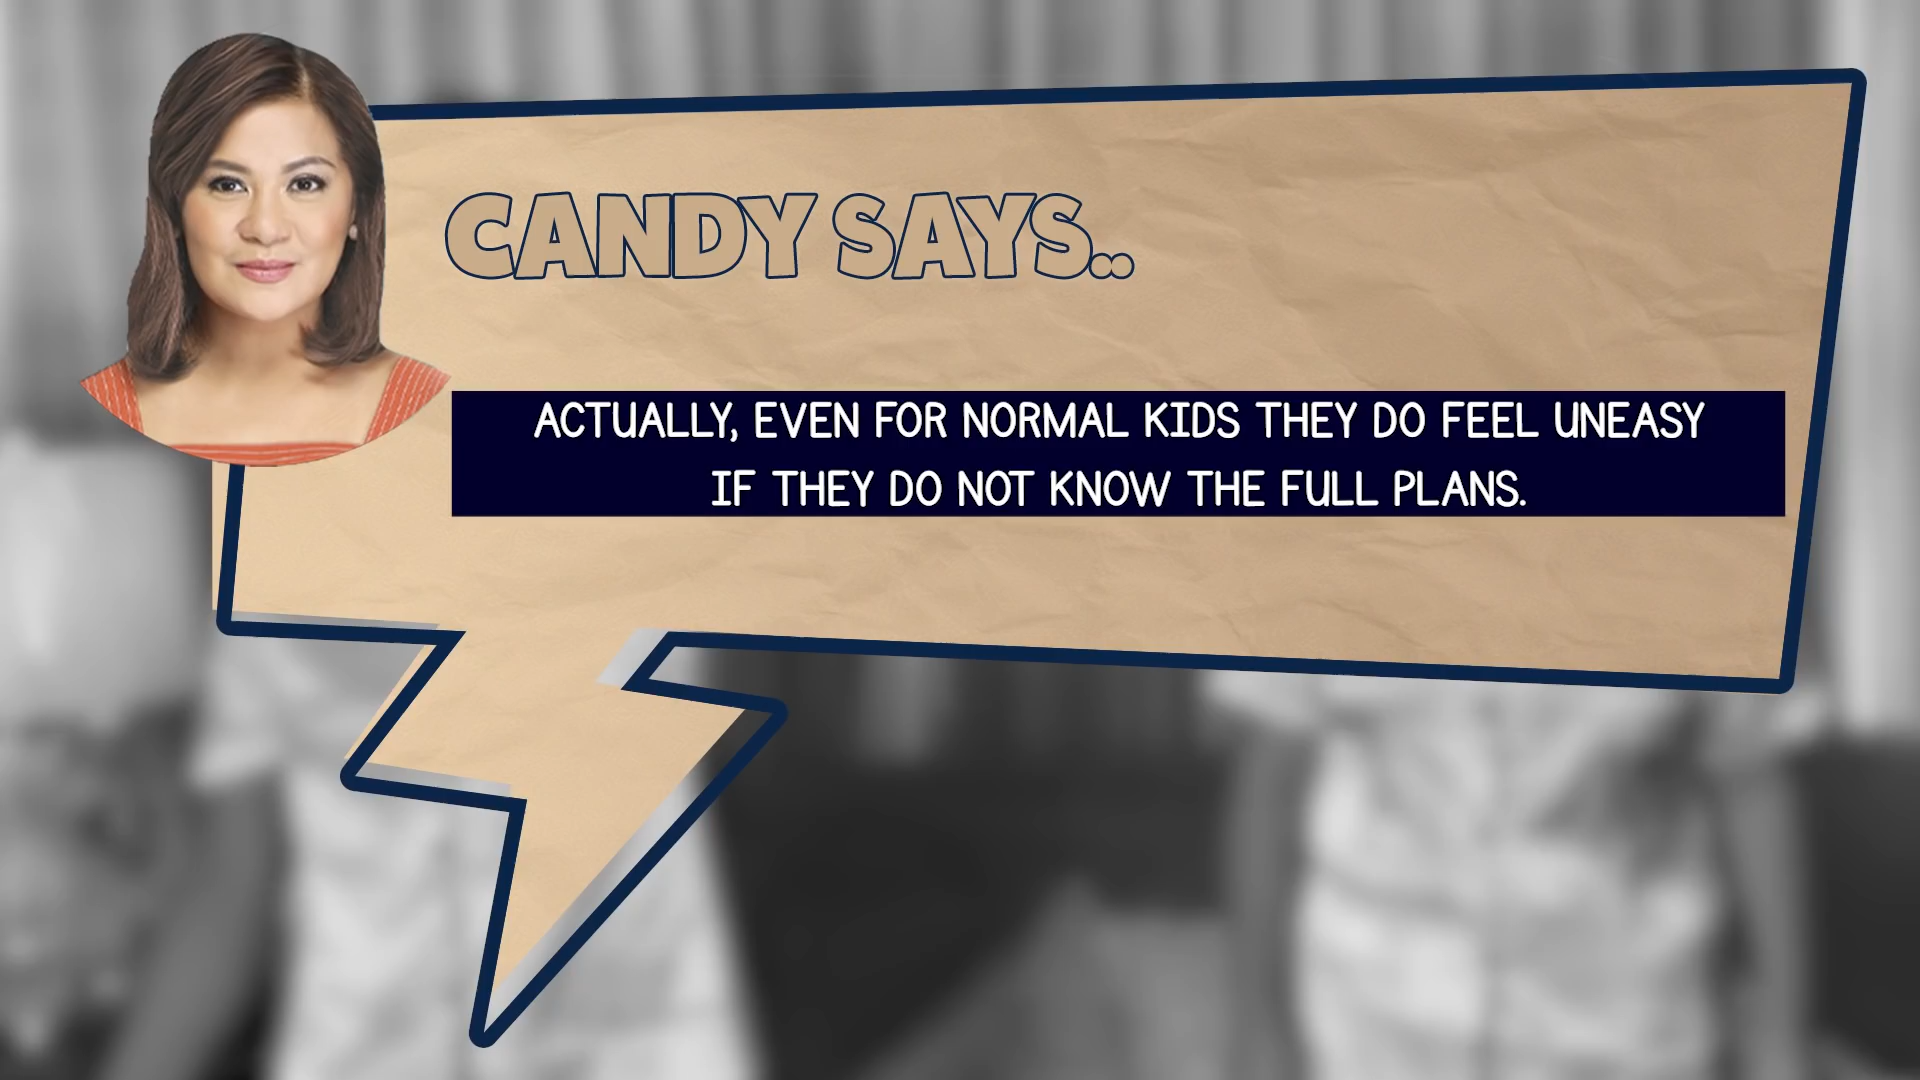 CANDY SAYS..
ACTUALLY, EVEN FOR NORMAL KIDS THEY DO FEEL UNEASY
IF THEY DO NOT KNOW THE FULL PLANS.